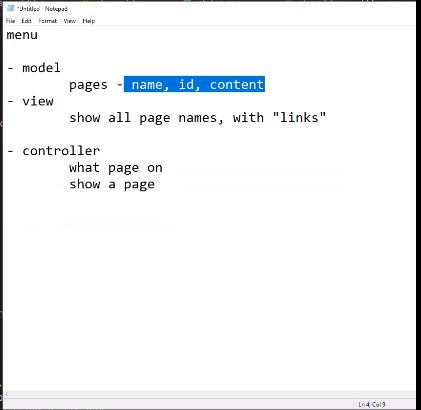 *Untitled - Notepad
File Edit Format View Help
menu
- model
pages - name, id, content
- view
show all page names, with "links"
- controller
what page on
show a page
Ln 4, Col 9